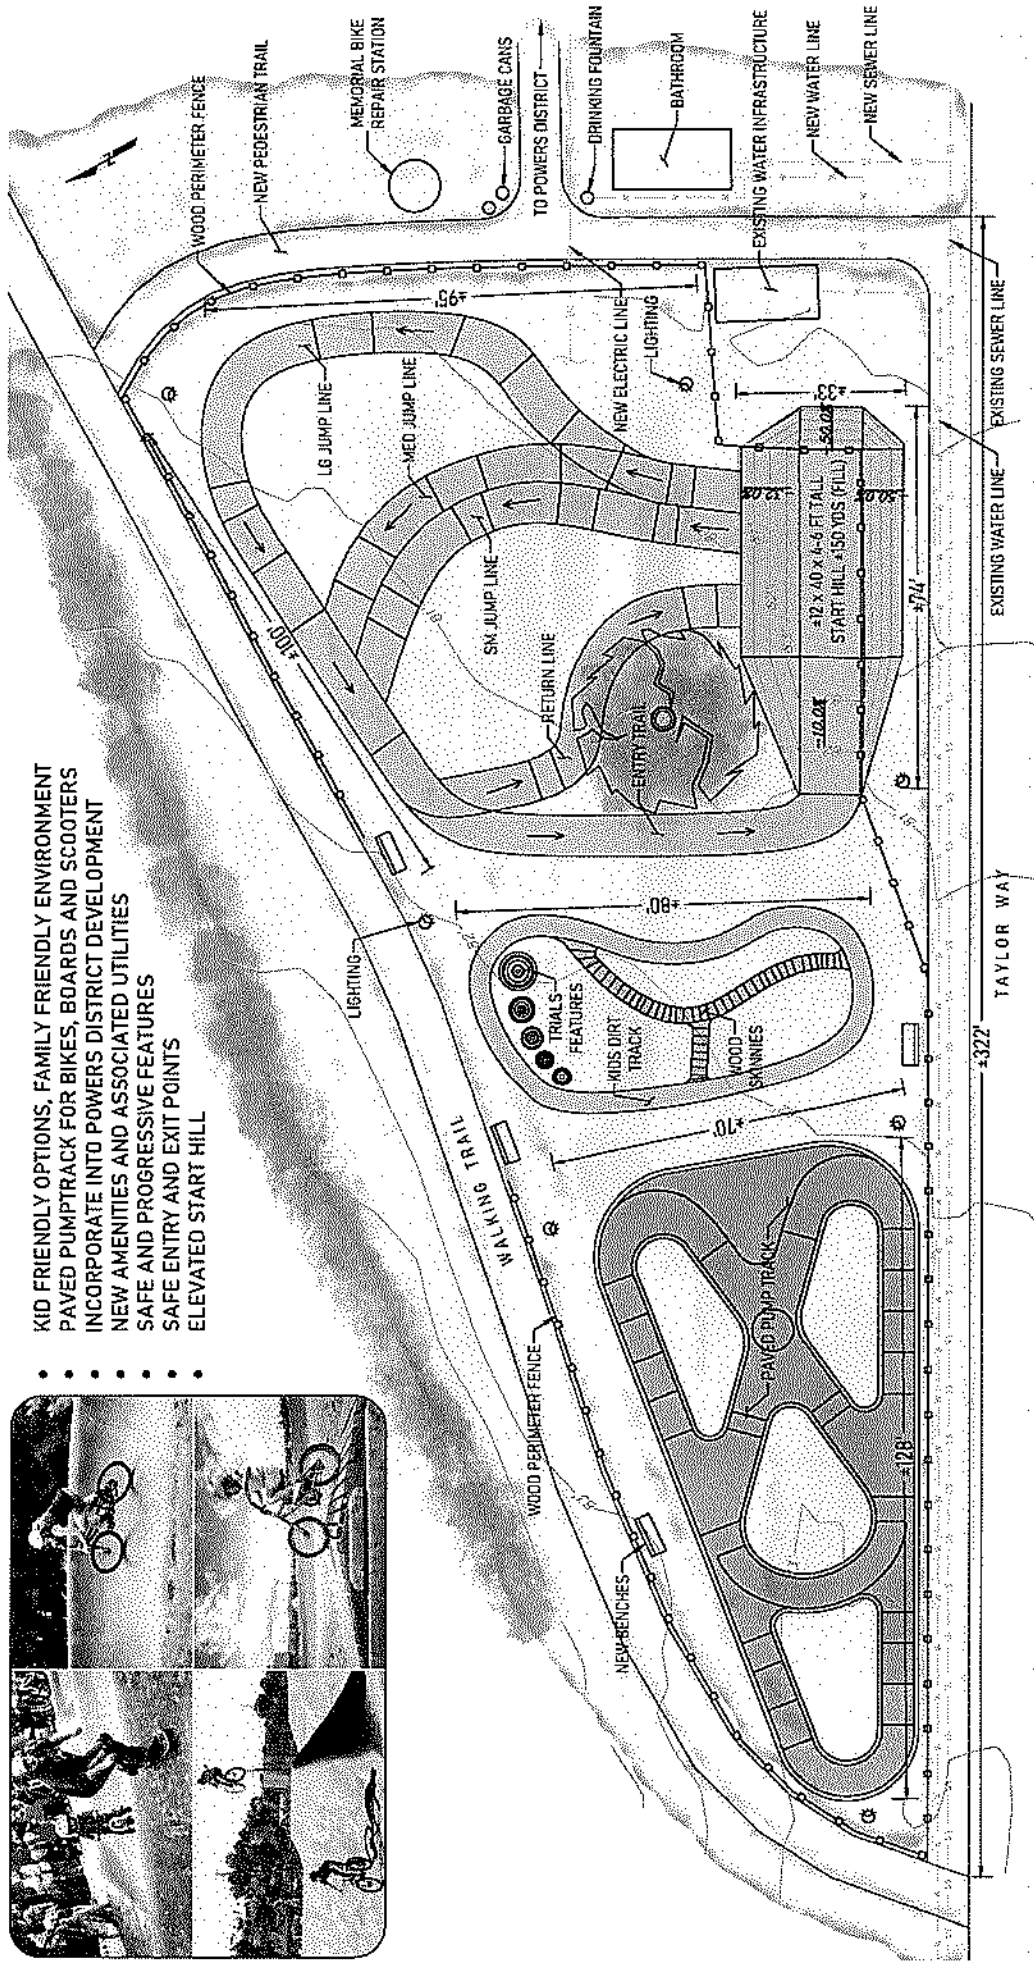 KID FRIENDLY OPTIONS, FAMILY FRIENDLY ENVIRONMENT
PAVED PUMPTRACK FOR BIKES, BOARDS AND SCOOTERS
INCORPORATE INTO POWERS DISTRICT DEVELOPMENT
NEW AMENITIES AND ASSOCIATED UTILITIES
SAFE AND PROGRESSIVE FEATURES
SAFE ENTRY AND EXIT POINTS
ELEVATED START HILL
WOOD PERIMETER FENCE
NEW PEDESTRIAN TRAIL
MEMORIAL BIKE
REPAIR STATION
GARBAGE CANS
TO POWERS DISTRICT
DRINKING FOUNTAIN
BATHROOM
EXISTING WATER INFRASTRUCTURE
NEW WATER LINE
NEW SEWER LINE
±95'
LG JUMP LINE
MED JUMP LINE
SM JUMP LINE
NEW ELECTRIC LINE
LIGHTING
±33'
±100'
RETURN LINE
ENTRY TRAIL
±12 x 40 x 4-6 FT TALL
START HILL ±150 YDS (FILL)
±74'
EXISTING WATER LINE
EXISTING SEWER LINE
LIGHTING
±80'
TRIALS
FEATURES
KIDS DIRT
TRACK
WOOD
SKINNIES
±70'
WALKING TRAIL
WOOD PERIMETER FENCE
NEW BENCHES
PAVED PUMP TRACK
±128'
TAYLOR WAY
±322'